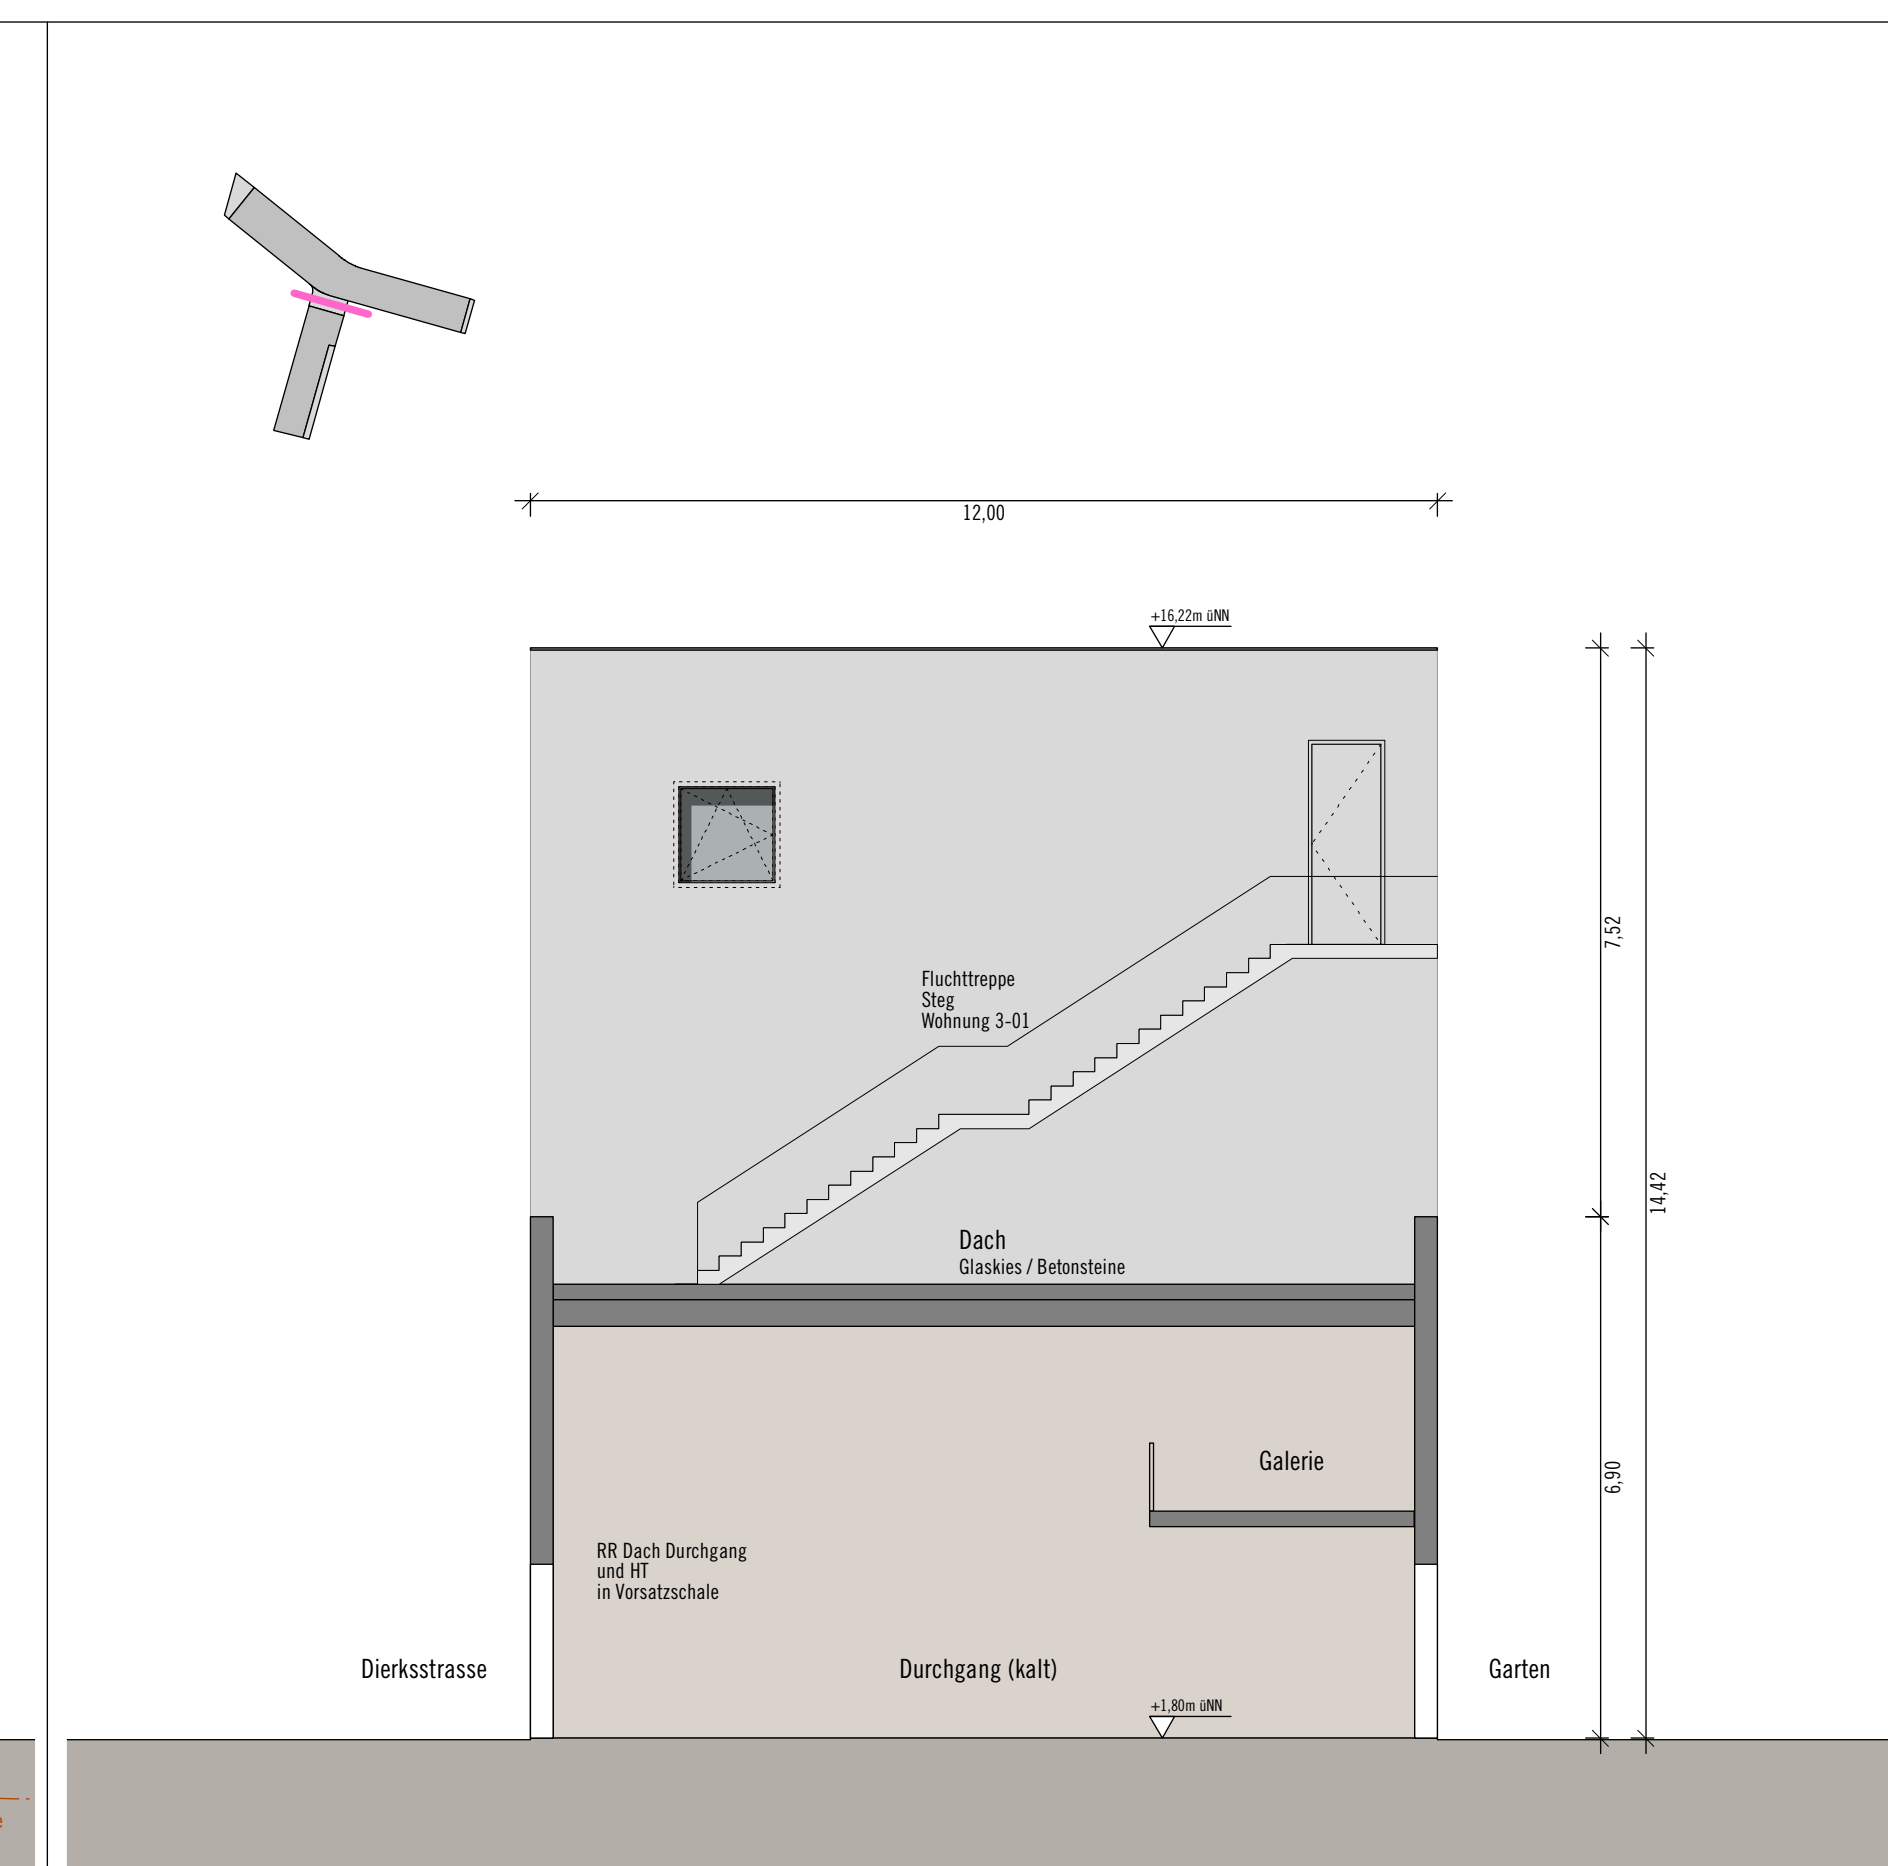 12,00
+16,22m üNN
7,52
Fluchttreppe
Steg
Wohnung 3-01
14,42
Dach
Glaskies / Betonsteine
Galerie
6,90
RR Dach Durchgang
und HT
in Vorsatzschale
Dierksstrasse
Durchgang (kalt)
Garten
+1,80m üNN
e